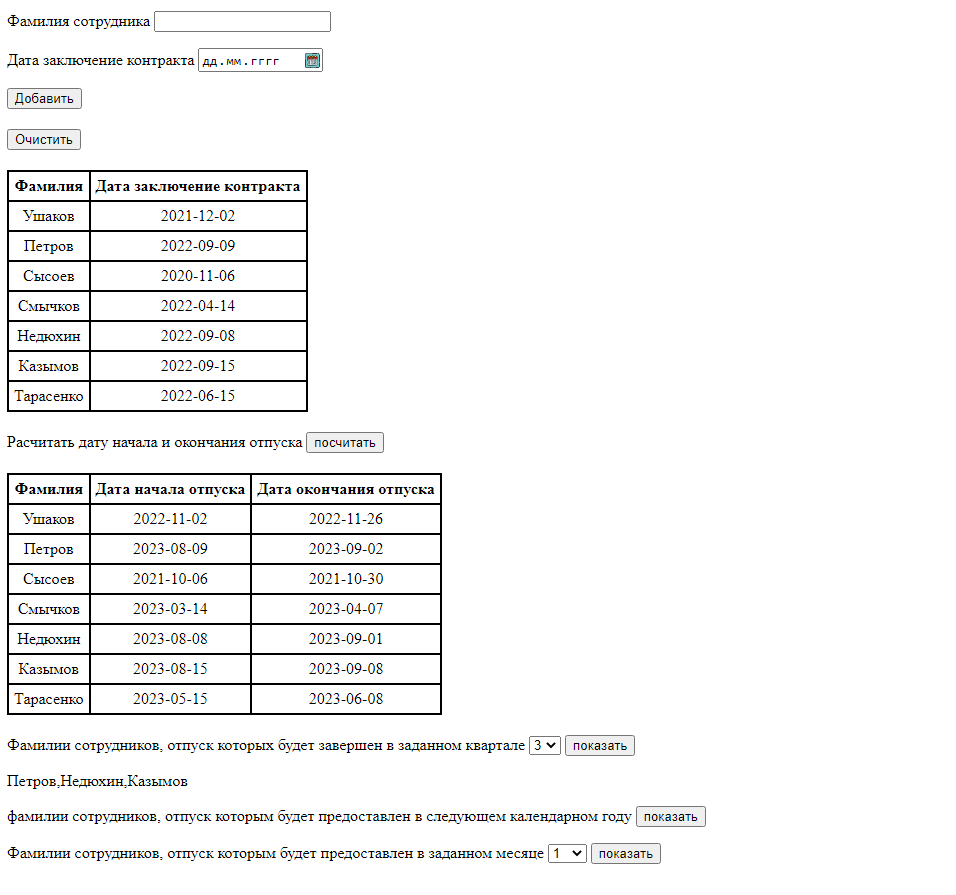 Фамилия сотрудника
Дата заключение контракта дд.мм.гггг
Добавить
Очистить
Фамилия Дата заключение контракта
Ушаков 2021-12-02
Петров 2022-09-09
Сысоев 2020-11-06
Смычков 2022-04-14
Недюхин 2022-09-08
Казымов 2022-09-15
Тарасенко 2022-06-15
Расчитать дату начала и окончания отпуска посчитать
Фамилия Дата начала отпуска Дата окончания отпуска
Ушаков 2022-11-02 2022-11-26
Петров 2023-08-09 2023-09-02
Сысоев 2021-10-06 2021-10-30
Смычков 2023-03-14 2023-04-07
Недюхин 2023-08-08 2023-09-01
Казымов 2023-08-15 2023-09-08
Тарасенко 2023-05-15 2023-06-08
Фамилии сотрудников, отпуск которых будет завершен в заданном квартале 3 показать
Петров,Недюхин,Казымов
фамилии сотрудников, отпуск которым будет предоставлен в следующем календарном году показать
Фамилии сотрудников, отпуск которым будет предоставлен в заданном месяце 1 показать